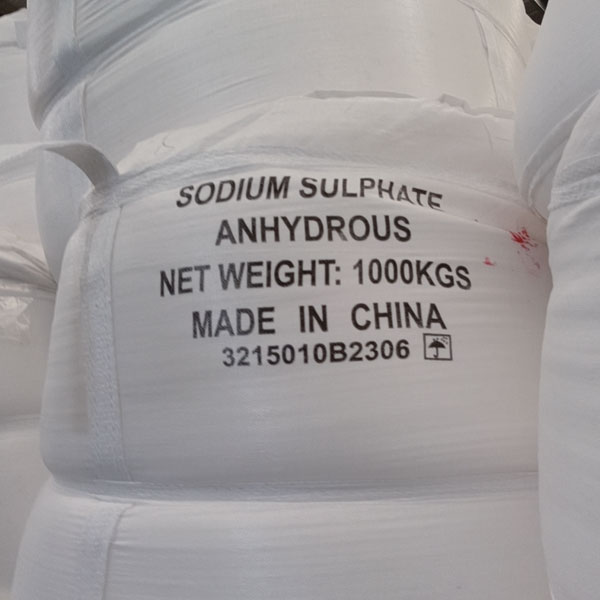 SODIUM SULPHATE
ANHYDROUS
NET WEIGHT: 1000KGS
MADE IN CHINA
3215010B2306